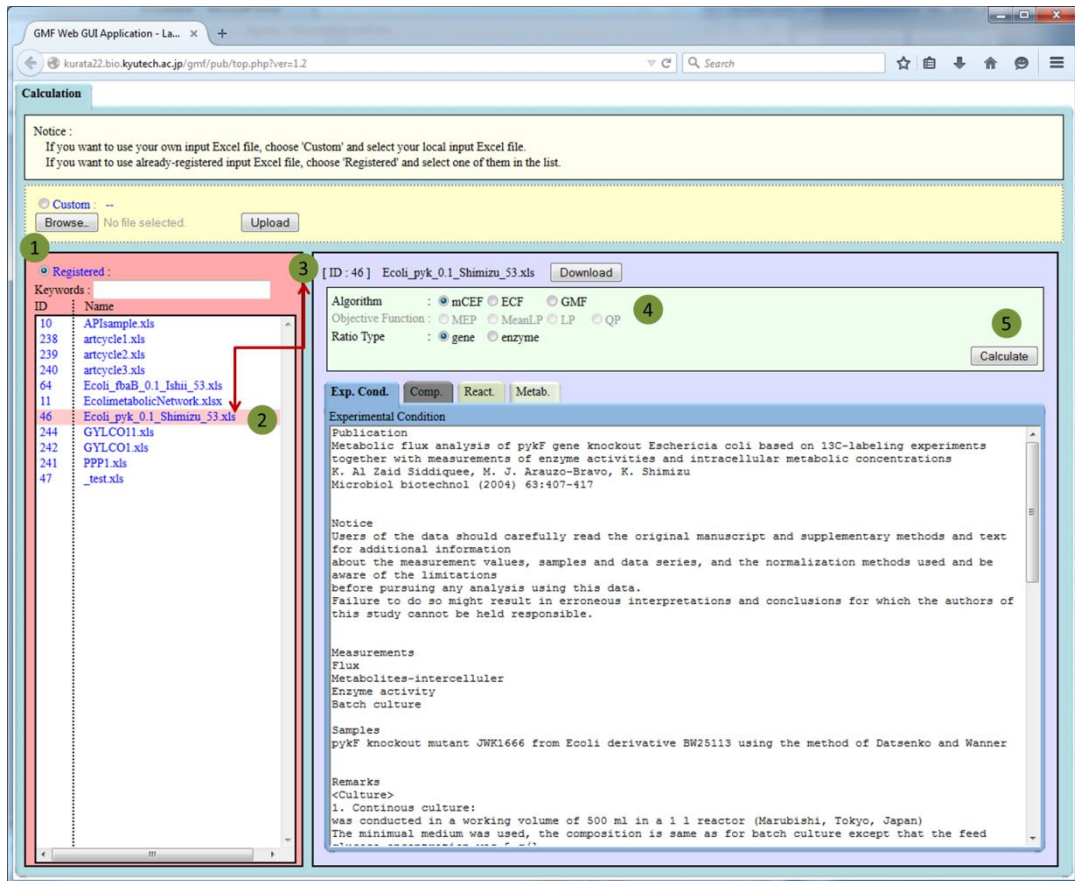 GMF Web GUI Application - La... × +
kurata22.bio.kyutech.ac.jp/gmf/pub/top.php?ver=1.2
Search
Calculation
Notice :
If you want to use your own input Excel file, choose 'Custom' and select your local input Excel file.
If you want to use already-registered input Excel file, choose 'Registered' and select one of them in the list.
Custom : --
Browse.. No file selected. Upload
1
Registered :
Keywords :
ID Name
10 APIsample.xls
238 artcycle1.xls
239 artcycle2.xls
240 artcycle3.xls
64 Ecoli_fbaB_0.1_Ishii_53.xls
11 EcolimetabolicNetwork.xlsx
46 Ecoli_pyk_0.1_Shimizu_53.xls
2
244 GYLCO11.xls
242 GYLCO1.xls
241 PPP1.xls
47 _test.xls
3
[ ID : 46 ] Ecoli_pyk_0.1_Shimizu_53.xls Download
Algorithm : mCEF ECF GMF
Objective Function : MEP MeanLP LP QP
4
Ratio Type : gene enzyme
5
Calculate
Exp. Cond. Comp. React. Metab.
Experimental Condition
Publication
Metabolic flux analysis of pykF gene knockout Eschericia coli based on 13C-labeling experiments
together with measurements of enzyme activities and intracellular metabolic concentrations
K. Al Zaid Siddiquee, M. J. Arauzo-Bravo, K. Shimizu
Microbiol biotechnol (2004) 63:407-417
Notice
Users of the data should carefully read the original manuscript and supplementary methods and text
for additional information
about the measurement values, samples and data series, and the normalization methods used and be
aware of the limitations
before pursuing any analysis using this data.
Failure to do so might result in erroneous interpretations and conclusions for which the authors of
this study cannot be held responsible.
Measurements
Flux
Metabolites-intercelluler
Enzyme activity
Batch culture
Samples
pykF knockout mutant JWK1666 from Ecoli derivative BW25113 using the method of Datsenko and Wanner
Remarks
<Culture>
1. Continous culture:
was conducted in a working volume of 500 ml in a 1 l reactor (Marubishi, Tokyo, Japan)
The minimual medium was used, the composition is same as for batch culture except that the feed